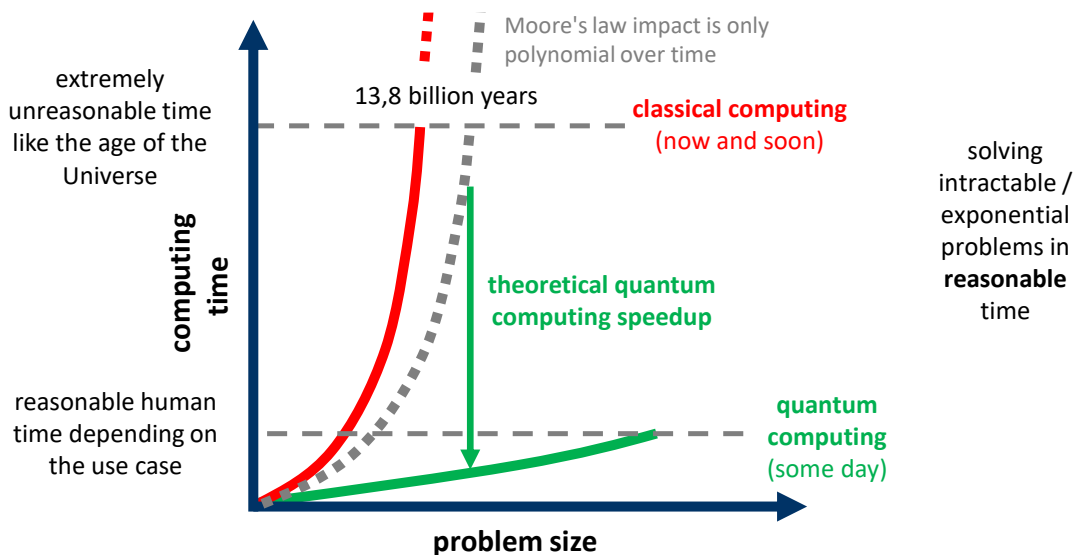 Moore's law impact is only
polynomial over time
extremely
unreasonable time
like the age of the
Universe
13,8 billion years
classical computing
(now and soon)
solving
intractable /
exponential
problems in
reasonable
time
computing
time
theoretical quantum
computing speedup
reasonable human
time depending on
the use case
quantum
computing
(some day)
problem size